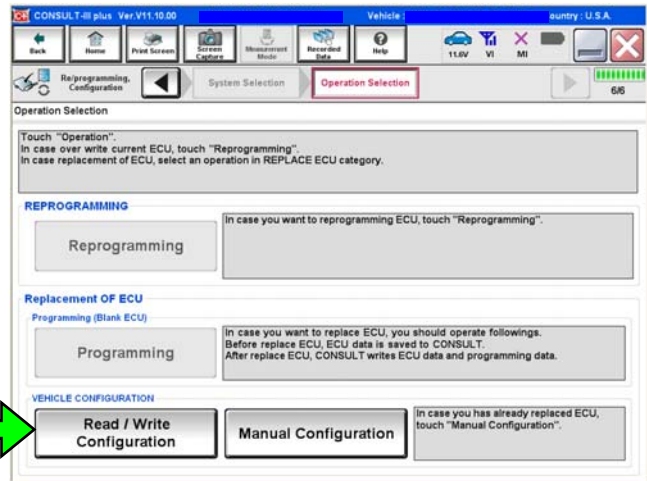 CONSULT-III plus Ver.V11.10.00
Vehicle :
ountry : U.S.A.
Back
Home
Print Screen
Screen
Capture
Measurement
Mode
Recorded
Data
Help
11.6V
VI
MI
Re/programming,
Configuration
System Selection
Operation Selection
6/6
Operation Selection
Touch "Operation".
In case over write current ECU, touch "Reprogramming".
In case replacement of ECU, select an operation in REPLACE ECU category.
REPROGRAMMING
Reprogramming
In case you want to reprogramming ECU, touch "Reprogramming".
Replacement OF ECU
Programming (Blank ECU)
Programming
In case you want to replace ECU, you should operate followings.
Before replace ECU, ECU data is saved to CONSULT.
After replace ECU, CONSULT writes ECU data and programming data.
VEHICLE CONFIGURATION
Read / Write
Configuration
Manual Configuration
In case you has already replaced ECU,
touch "Manual Configuration".